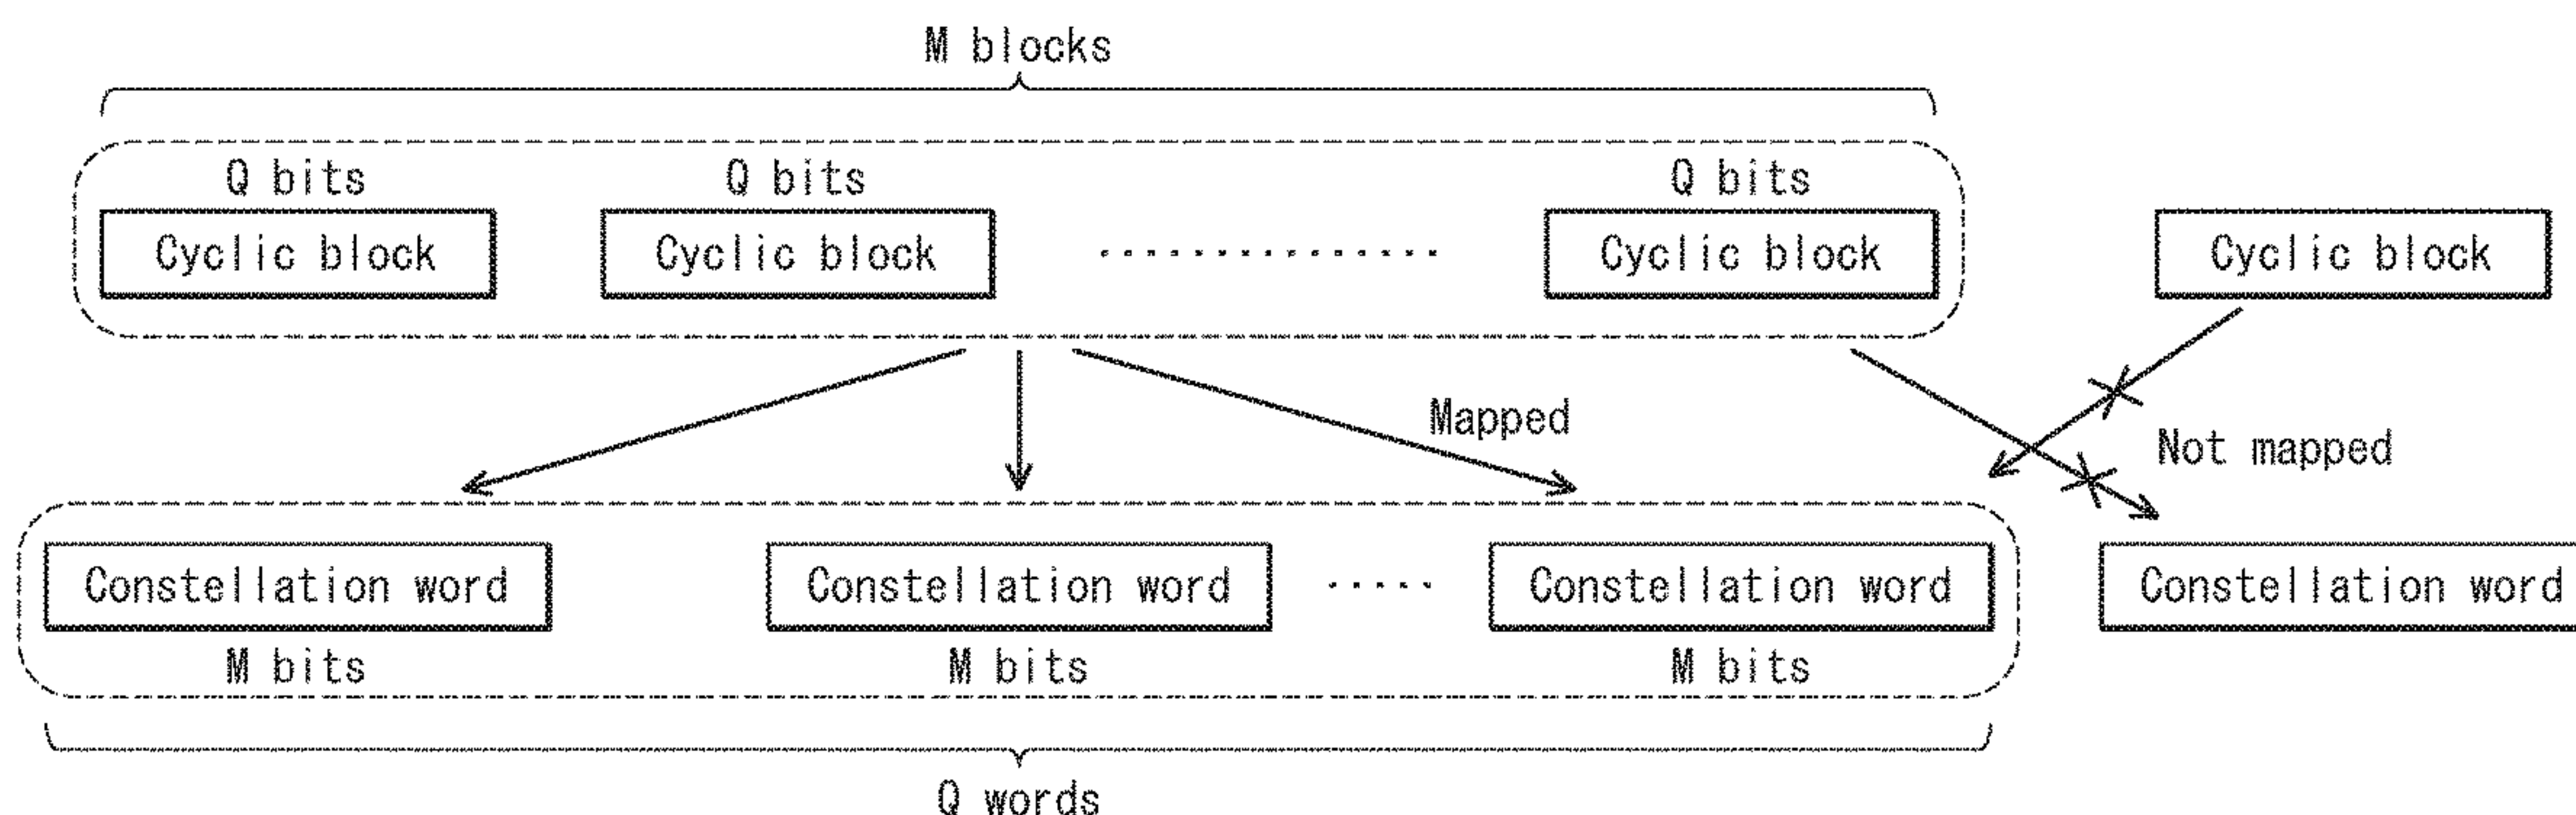 M blocks
Q bits Q bits Q bits
Cyclic block Cyclic block ............... Cyclic block Cyclic block
Mapped
Not mapped
Constellation word Constellation word ..... Constellation word Constellation word
M bits M bits M bits
Q words